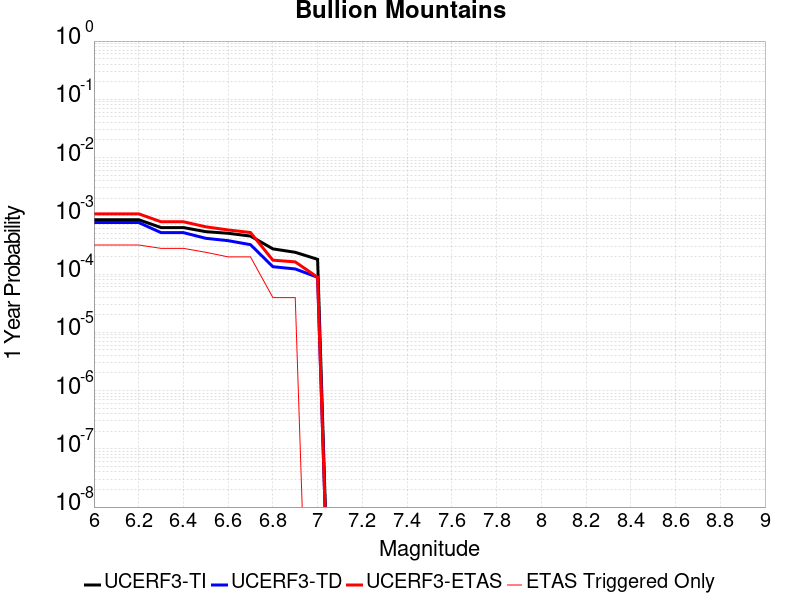 Bullion Mountains
10^0
10^-1
10^-2
10^-3
10^-4
10^-5
10^-6
10^-7
10^-8
1 Year Probability
6 6.2 6.4 6.6 6.8 7 7.2 7.4 7.6 7.8 8 8.2 8.4 8.6 8.8 9
Magnitude
UCERF3-TI UCERF3-TD UCERF3-ETAS ETAS Triggered Only